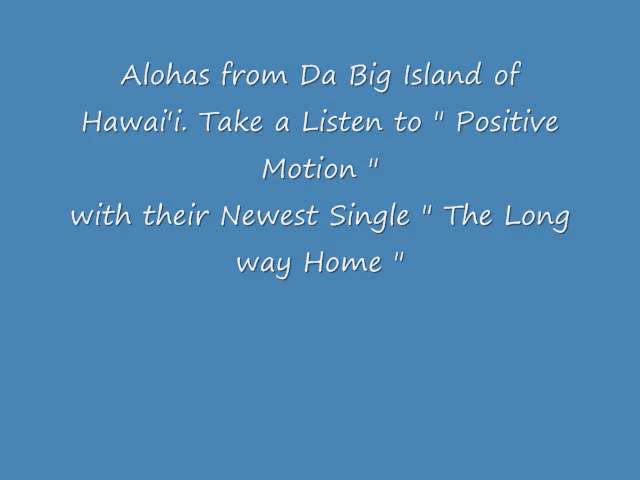 Alohas from Da Big Island of
Hawai'i. Take a Listen to " Positive
Motion "
with their Newest Single " The Long
way Home "